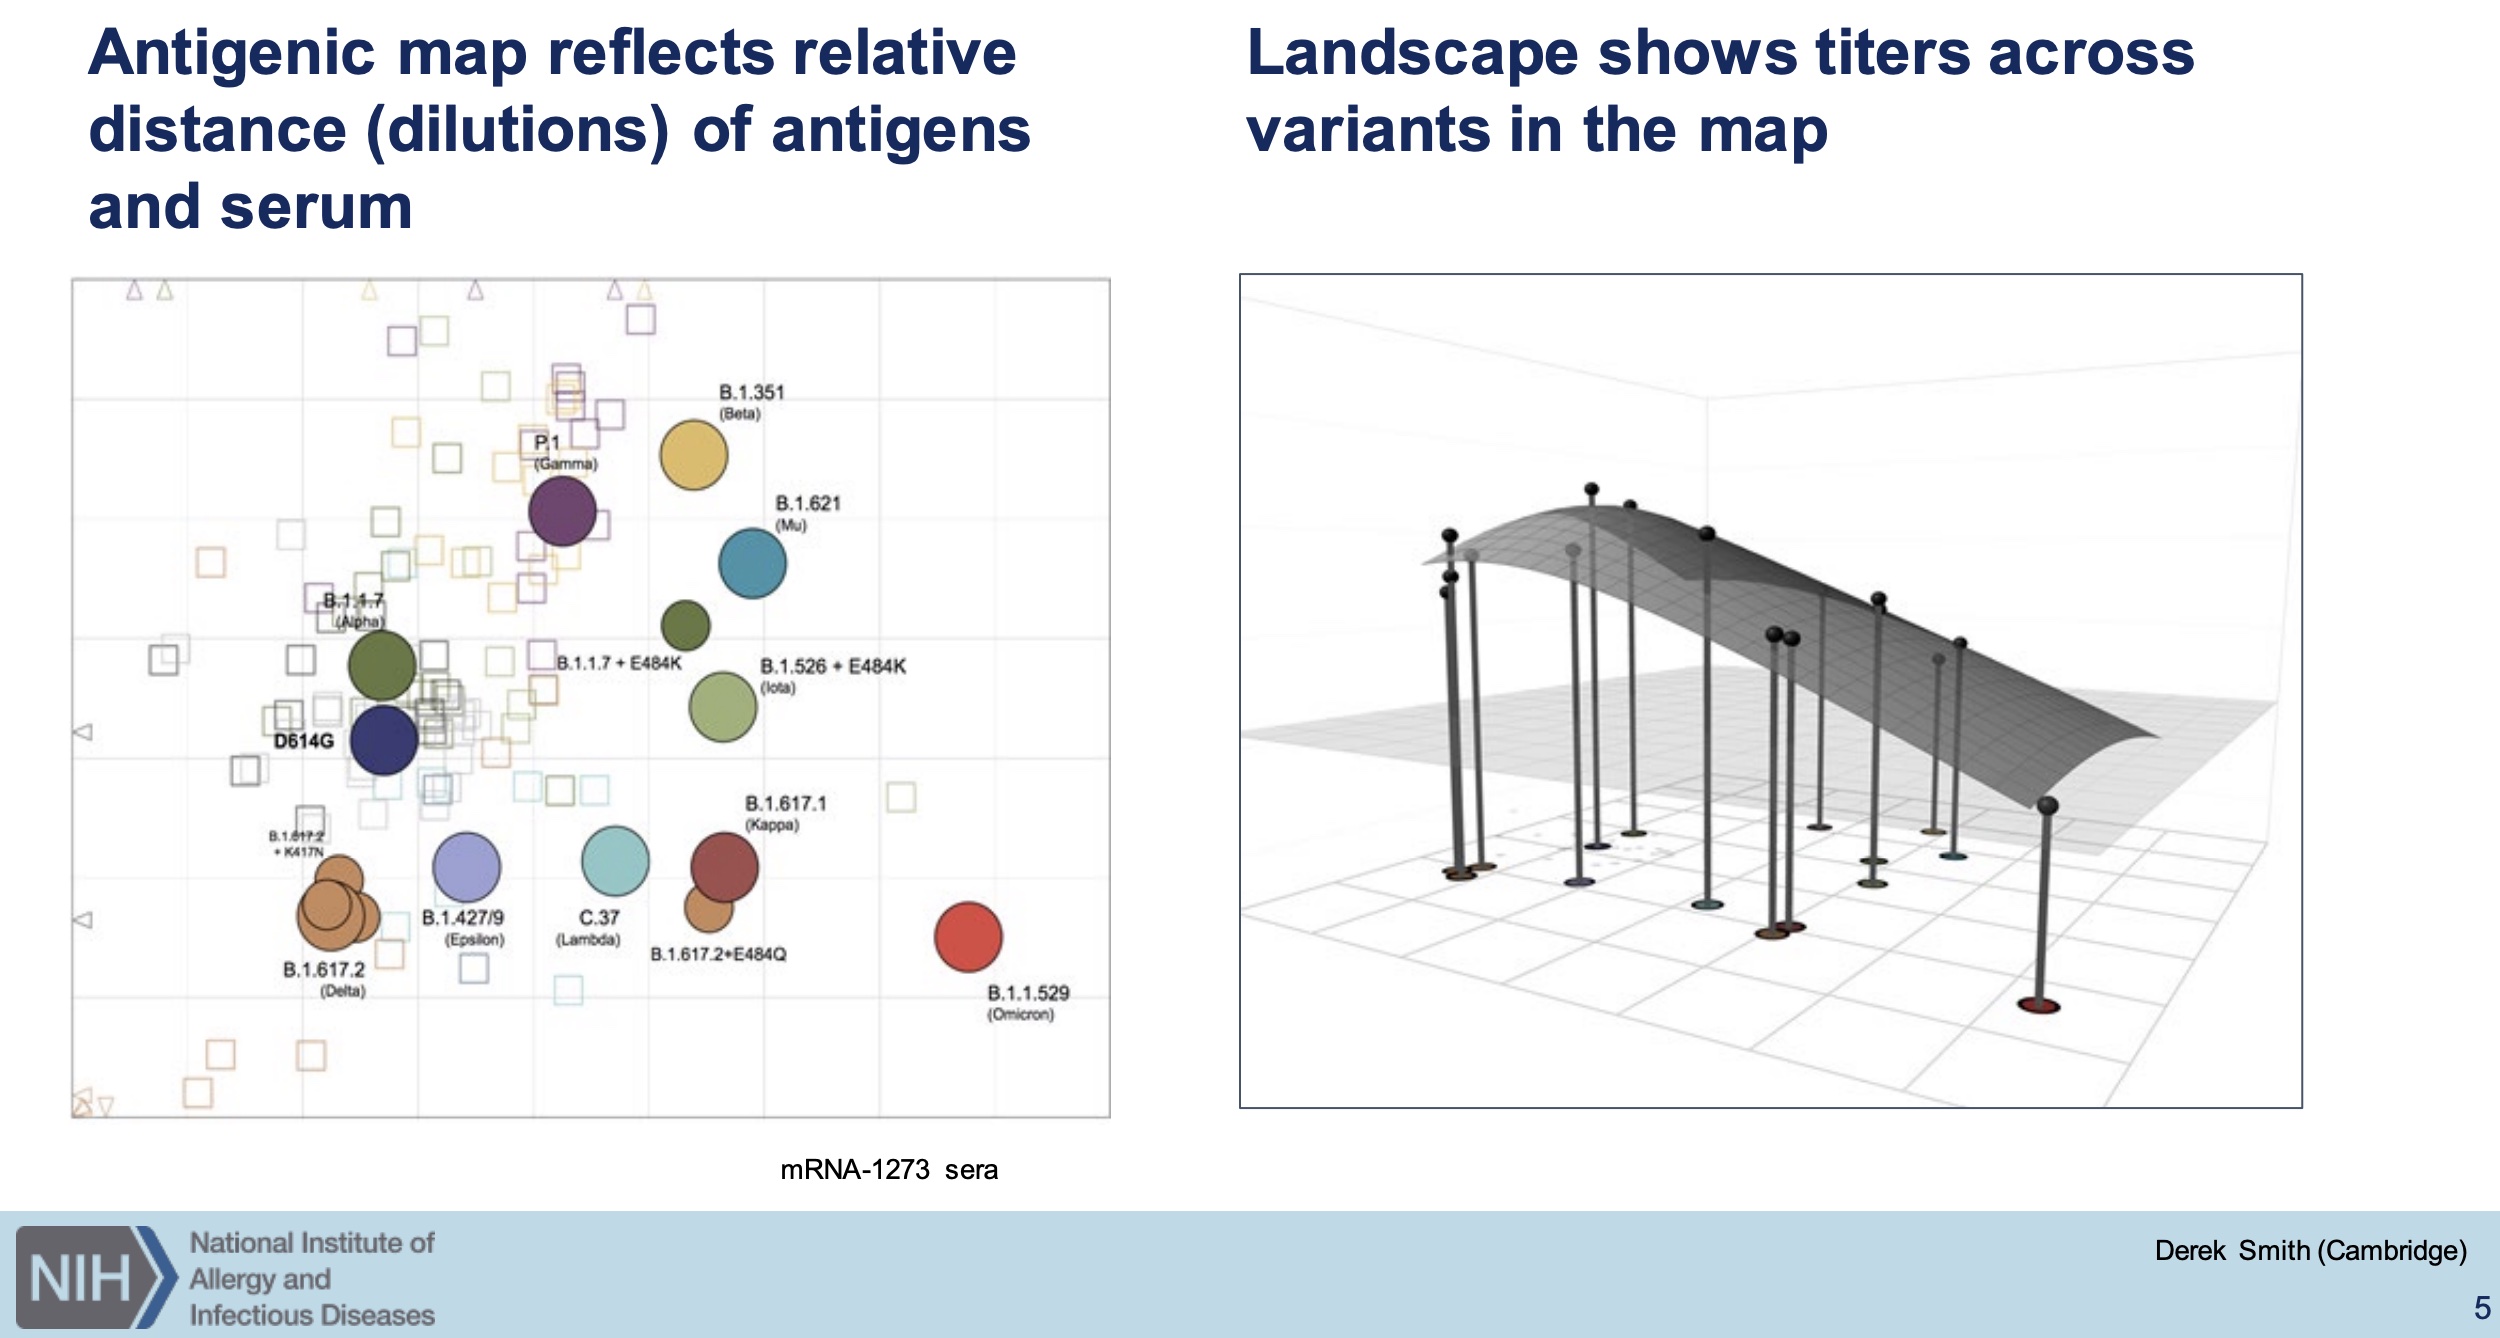 Antigenic map reflects relative
distance (dilutions) of antigens
and serum
Landscape shows titers across
variants in the map
B.1.351
(Beta)
P.1
(Gamma)
B.1.621
(Mu)
B.1.1.7
(Alpha)
B.1.1.7 + E484K
B.1.526 + E484K
(Iota)
D614G
B.1.617.1
(Kappa)
B.1.617.2
+ K417N
B.1.427/9
(Epsilon)
C.37
(Lambda)
B.1.617.2+E484Q
B.1.617.2
(Delta)
B.1.1.529
(Omicron)
mRNA-1273 sera
NIH
National Institute of
Allergy and
Infectious Diseases
Derek Smith (Cambridge)
5